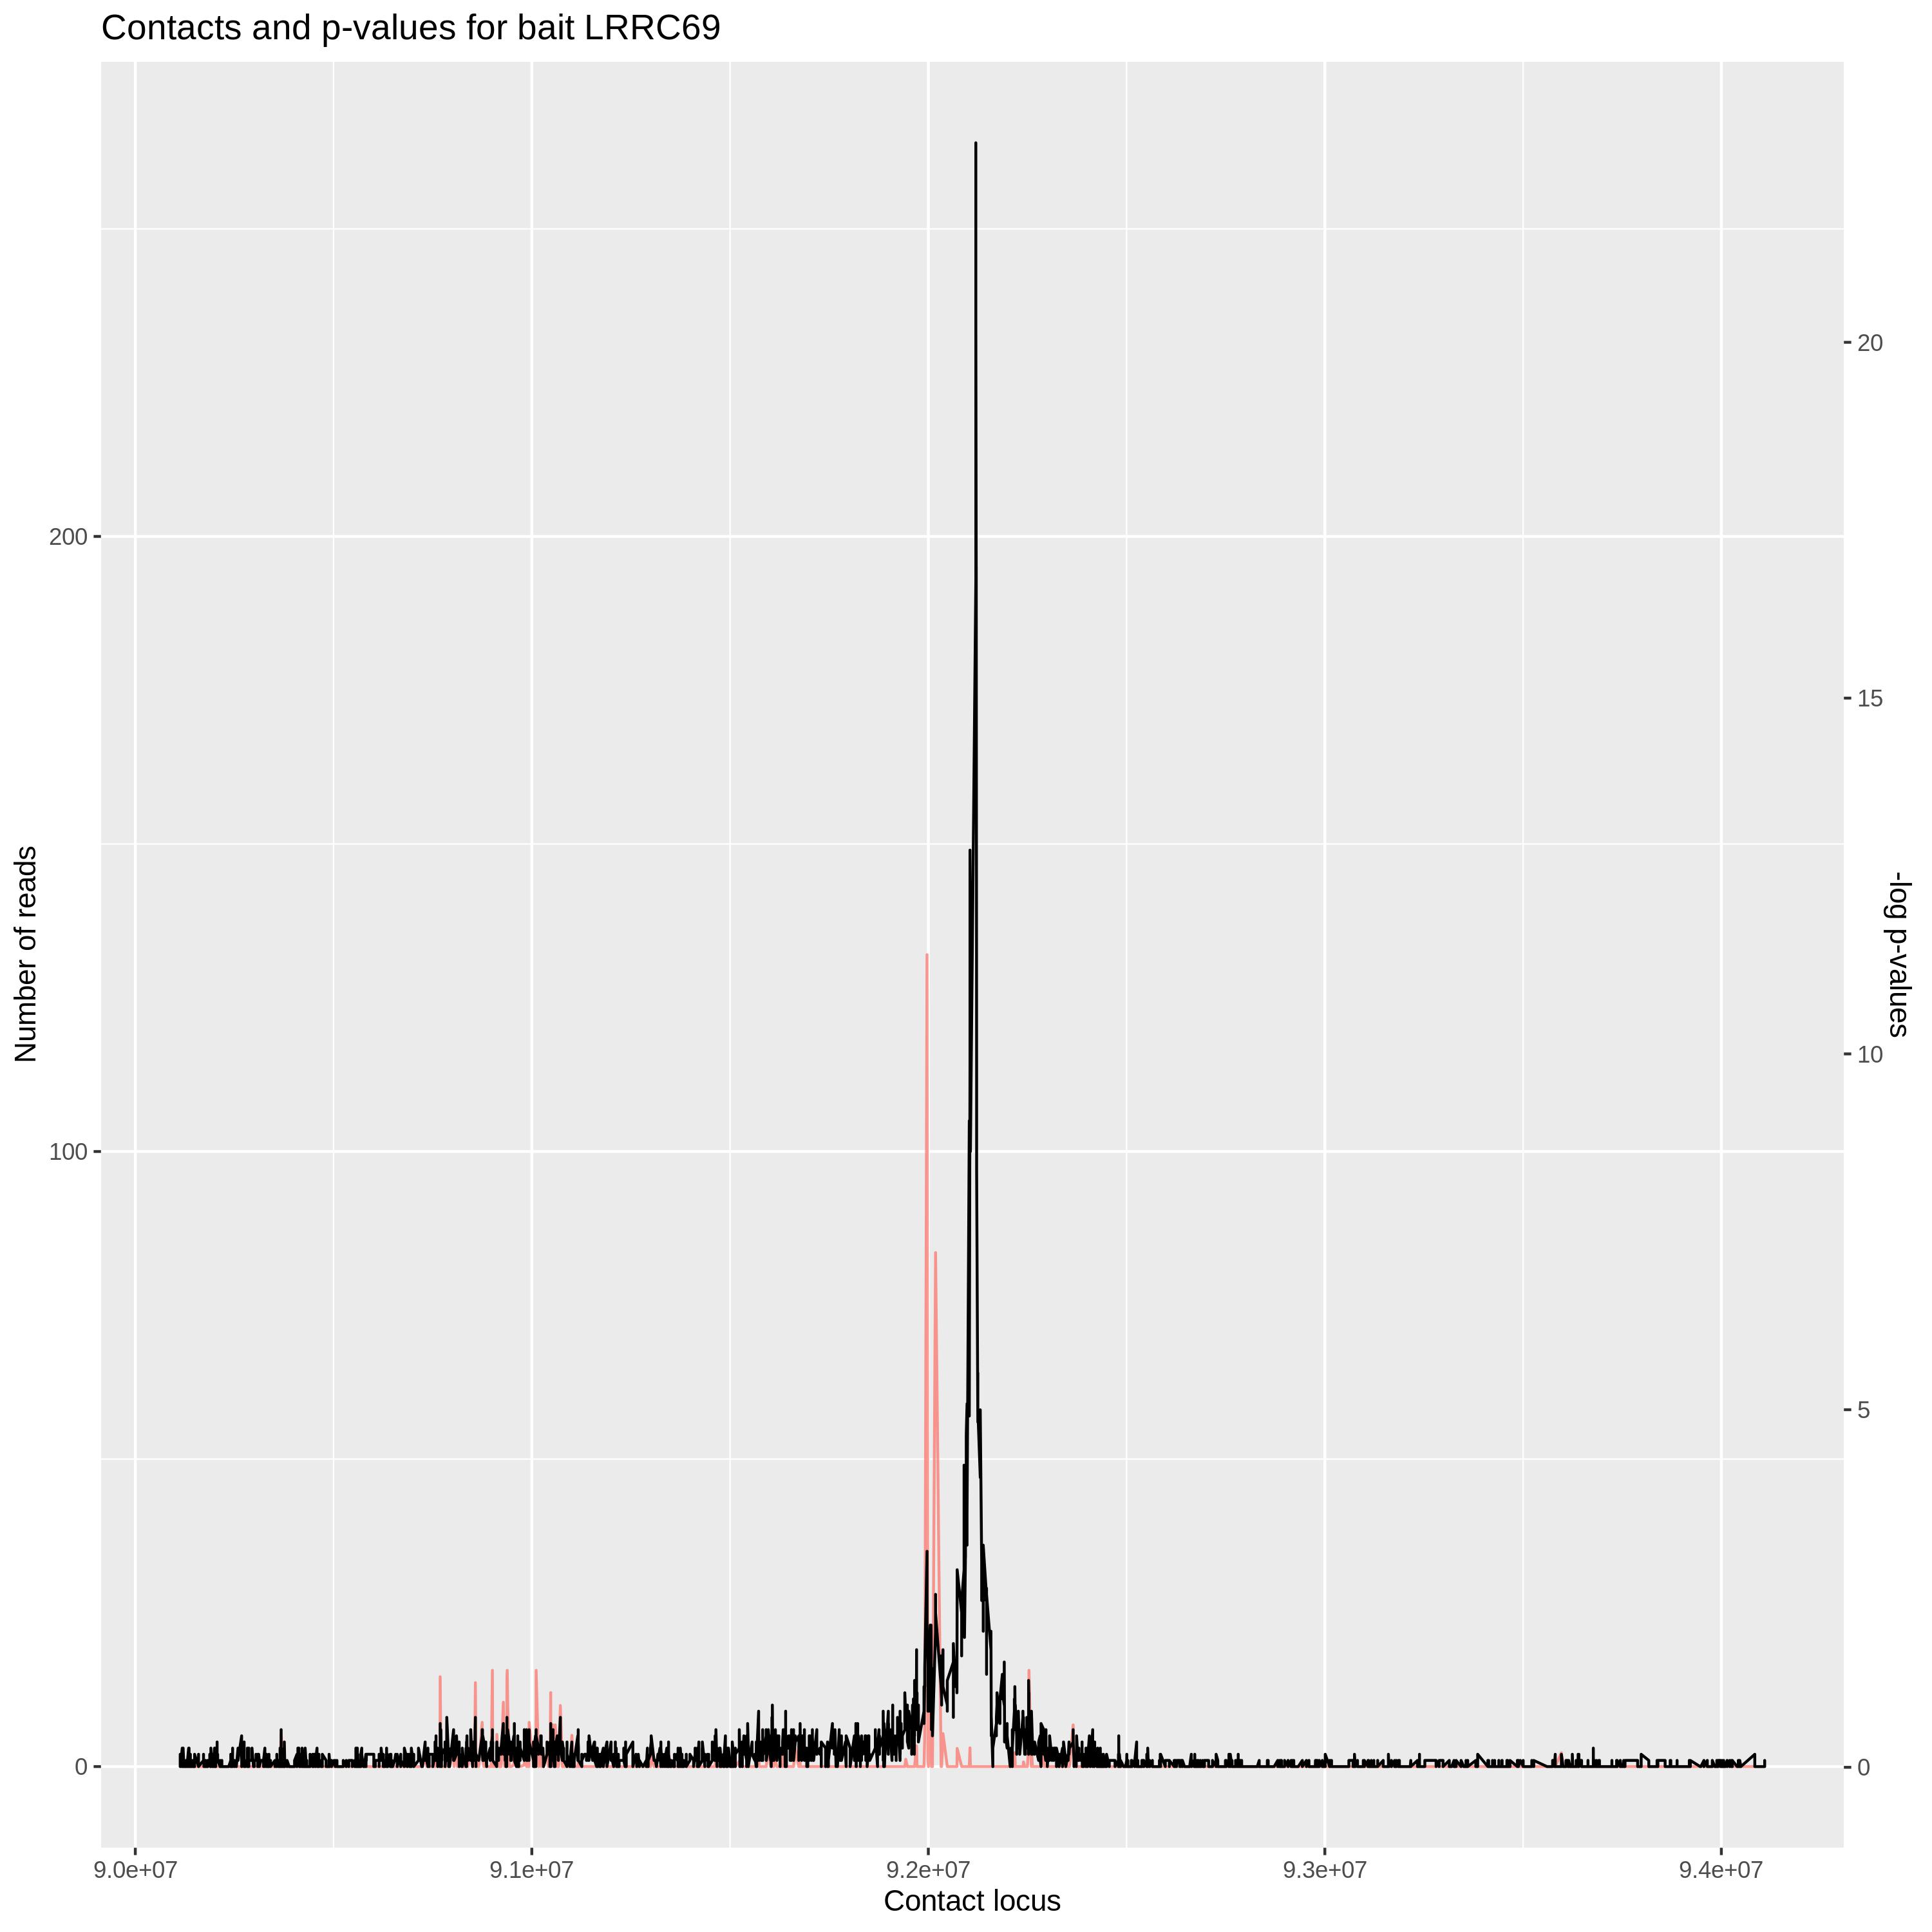 Contacts and p-values for bait LRRC69
Number of reads
200
100
0
20
15
10
5
0
-log p-values
9.0e+07
9.1e+07
9.2e+07
9.3e+07
9.4e+07
Contact locus